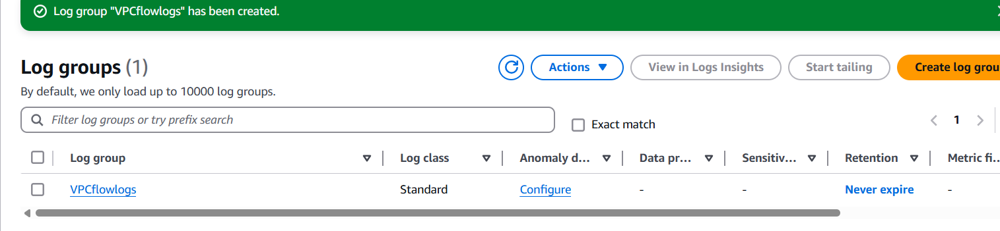 Log group "VPCflowlogs" has been created.
Log groups (1)
Actions
View in Logs Insights
Start tailing
Create log grou
By default, we only load up to 10000 log groups.
Filter log groups or try prefix search
Exact match
1
Log group
Log class
Anomaly d...
Data pr...
Sensitiv...
Retention
Metric fi...
VPCflowlogs
Standard
Configure
-
-
Never expire
-